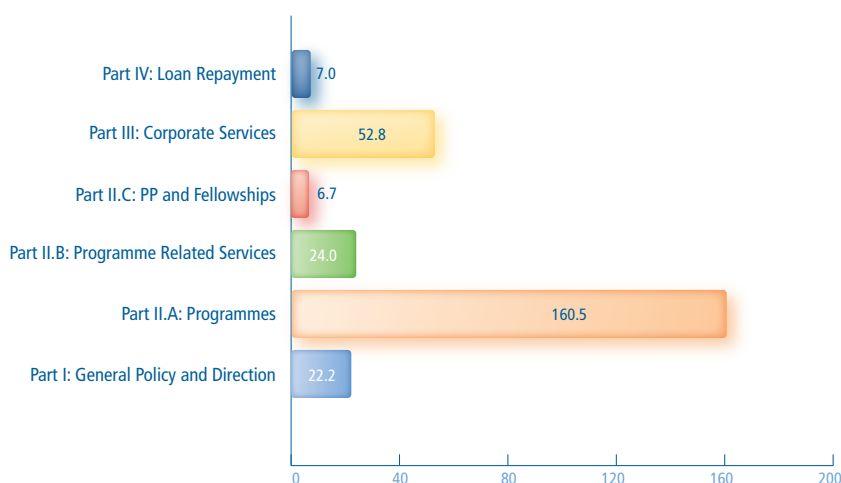 Part IV: Loan Repayment 7.0
Part III: Corporate Services 52.8
Part II.C: PP and Fellowships 6.7
Part II.B: Programme Related Services 24.0
Part II.A: Programmes 160.5
Part I: General Policy and Direction 22.2
0 40 80 120 160 200